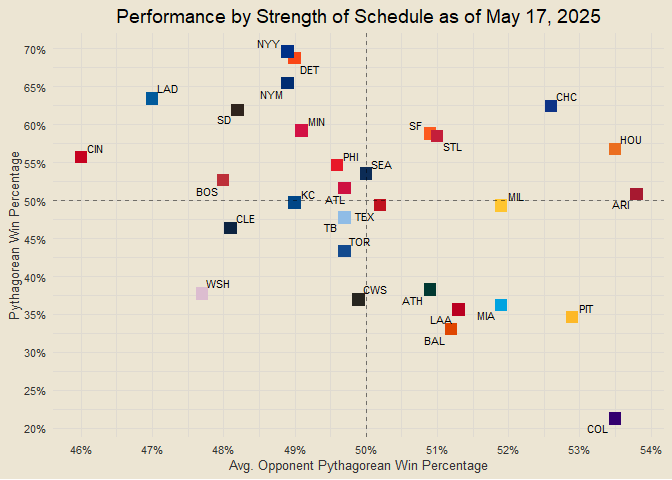 Performance by Strength of Schedule as of May 17, 2025
70%
65%
60%
55%
50%
45%
40%
35%
30%
25%
20%
Pythagorean Win Percentage
NYY
DET
NYM
LAD
SD
MIN
CHC
SF
STL
HOU
CIN
PHI
SEA
BOS
KC
ATL
TEX
MIL
ARI
CLE
TB
TOR
WSH
CWS
ATH
LAA
MIA
PIT
BAL
COL
46%
47%
48%
49%
50%
51%
52%
53%
54%
Avg. Opponent Pythagorean Win Percentage